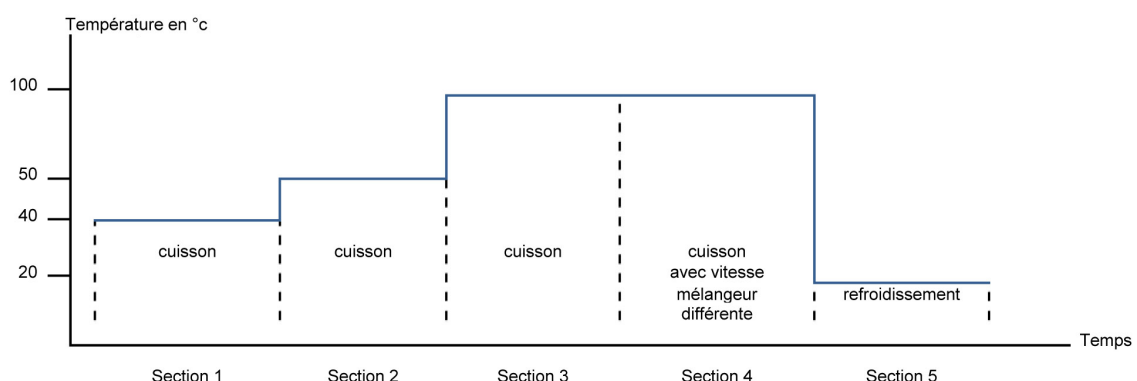 Température en °c
100
50
40
20
cuisson
cuisson
cuisson
cuisson
avec vitesse
mélangeur
différente
refroidissement
Temps
Section 1
Section 2
Section 3
Section 4
Section 5